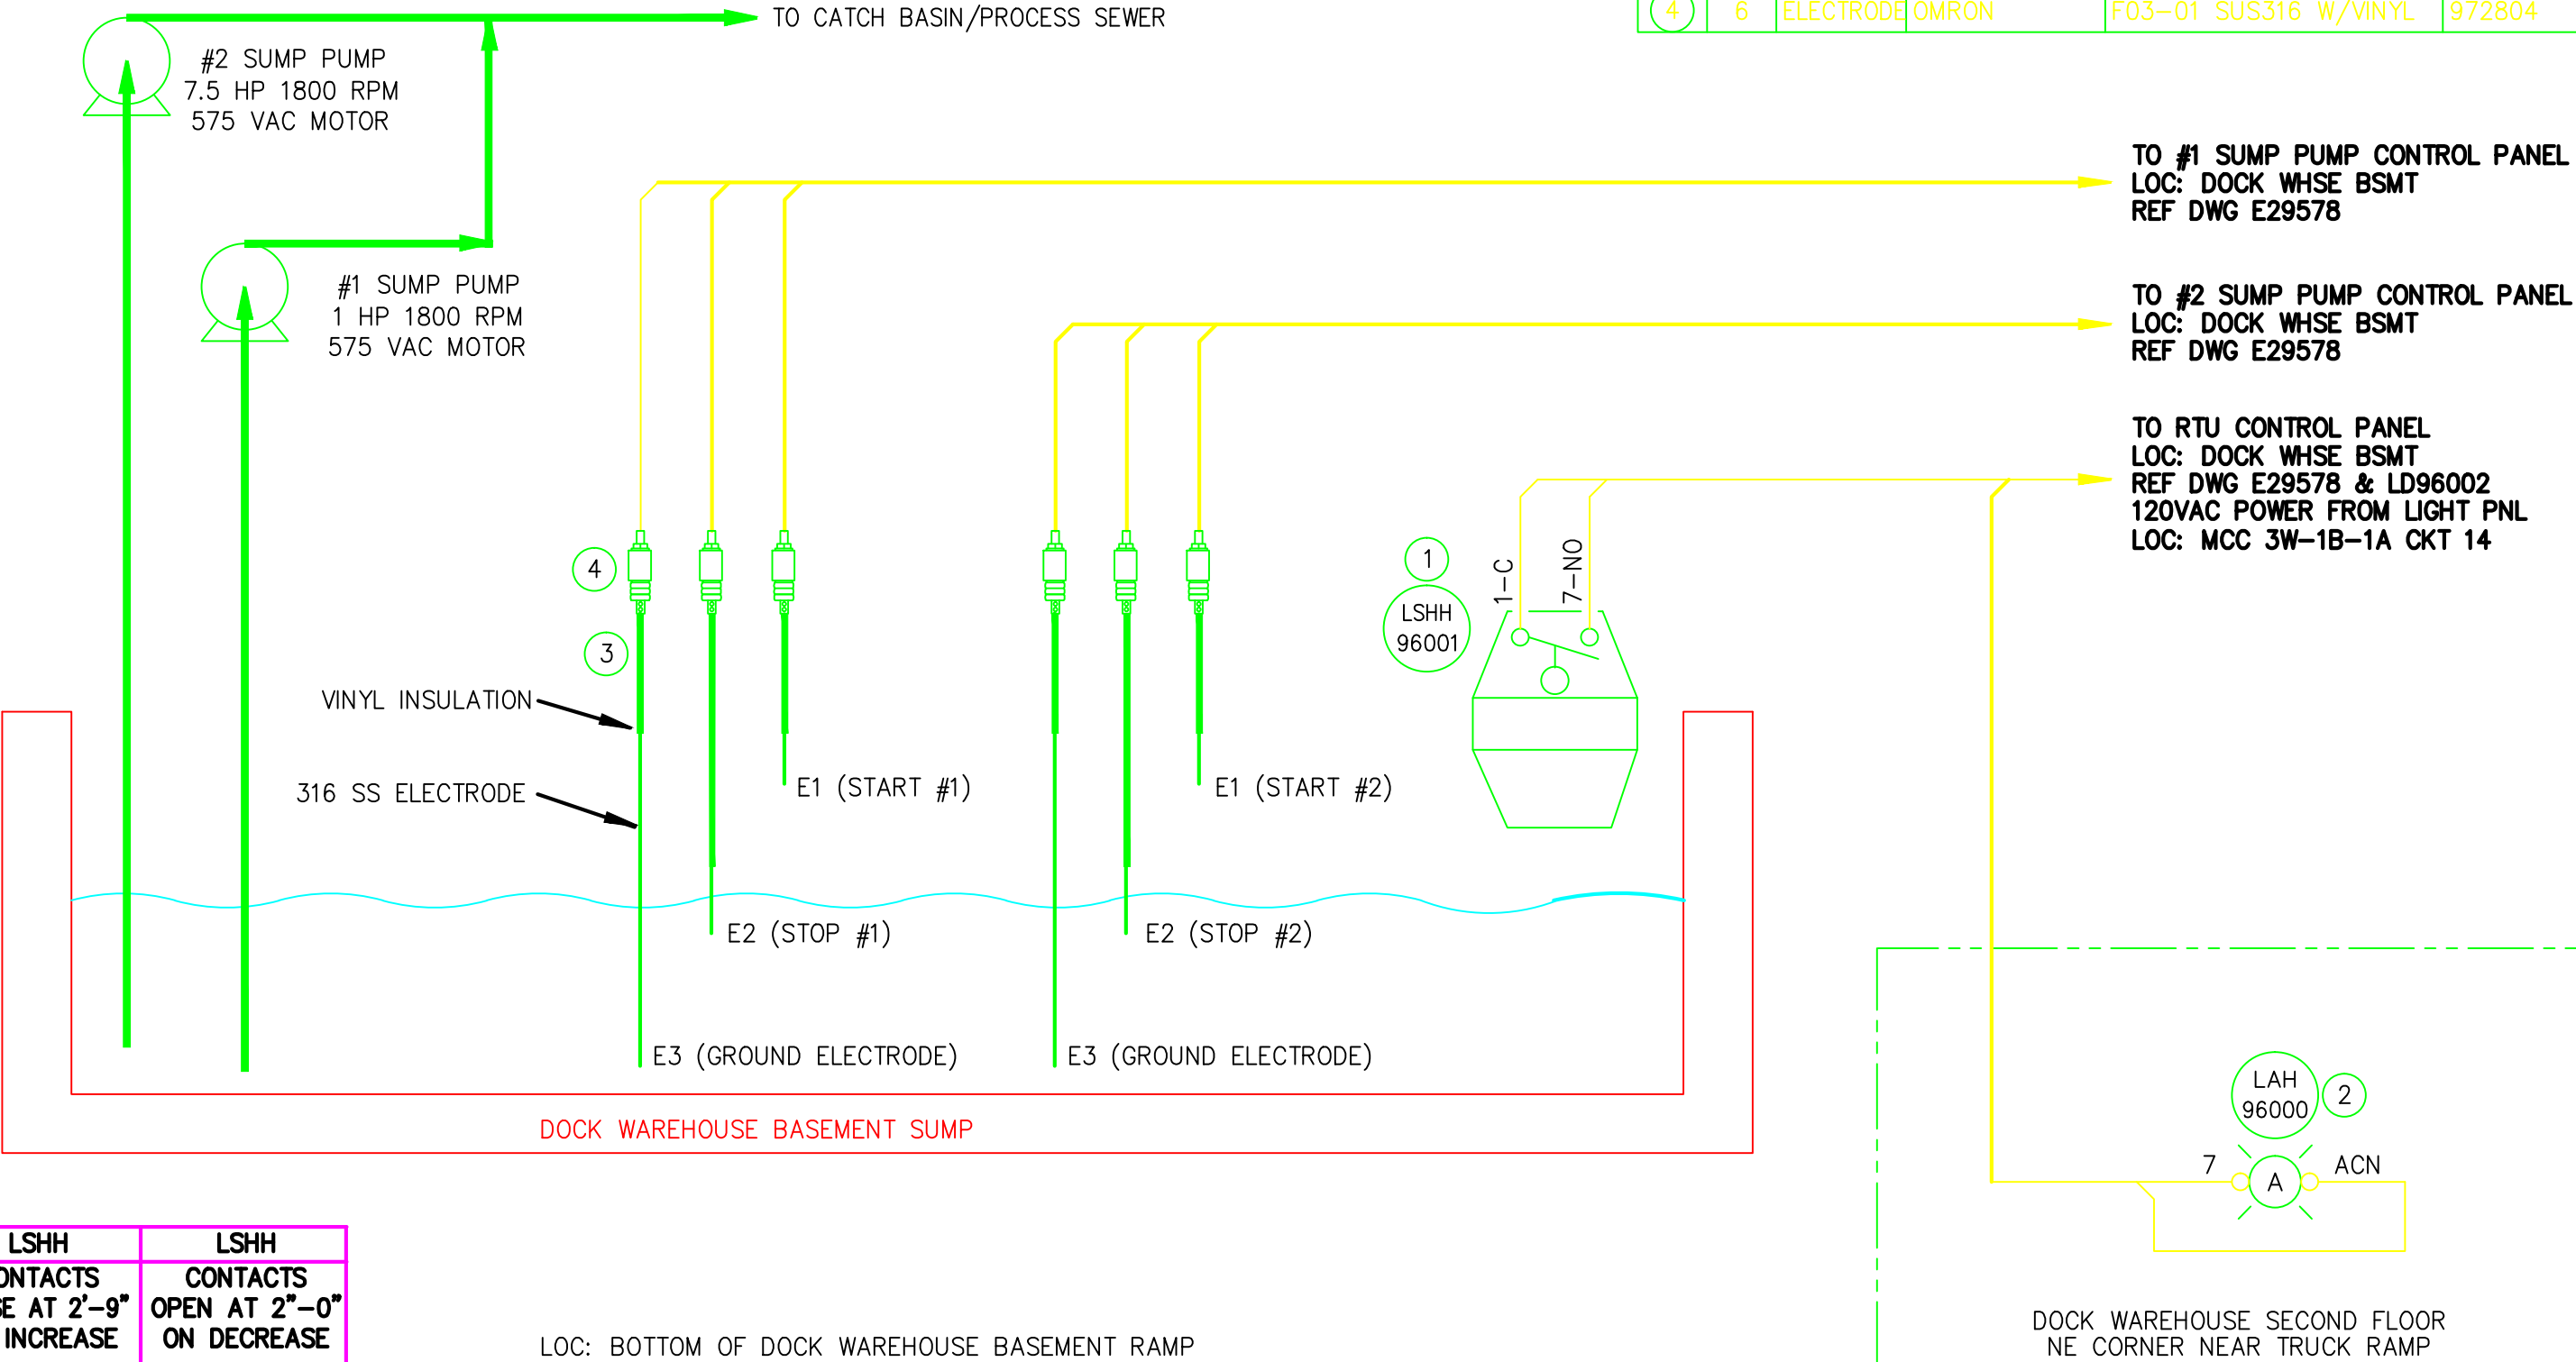 TO CATCH BASIN/PROCESS SEWER
4 6 ELECTRODE OMRON F03-01 SUS316 W/VINYL 972804
#2 SUMP PUMP
7.5 HP 1800 RPM
575 VAC MOTOR
#1 SUMP PUMP
1 HP 1800 RPM
575 VAC MOTOR
TO #1 SUMP PUMP CONTROL PANEL
LOC: DOCK WHSE BSMT
REF DWG E29578
TO #2 SUMP PUMP CONTROL PANEL
LOC: DOCK WHSE BSMT
REF DWG E29578
TO RTU CONTROL PANEL
LOC: DOCK WHSE BSMT
REF DWG E29578 & LD96002
120VAC POWER FROM LIGHT PNL
LOC: MCC 3W-1B-1A CKT 14
4
3
1
LSHH
96001
1-C
7-NO
VINYL INSULATION
316 SS ELECTRODE
E1 (START #1)
E1 (START #2)
E2 (STOP #1)
E2 (STOP #2)
E3 (GROUND ELECTRODE)
E3 (GROUND ELECTRODE)
DOCK WAREHOUSE BASEMENT SUMP
LAH
96000
2
7
A
ACN
LSHH
AT 2'-9"
INCREASE
LSHH
CONTACTS
OPEN AT 2"-0"
ON DECREASE
LOC: BOTTOM OF DOCK WAREHOUSE BASEMENT RAMP
DOCK WAREHOUSE SECOND FLOOR
NE CORNER NEAR TRUCK RAMP